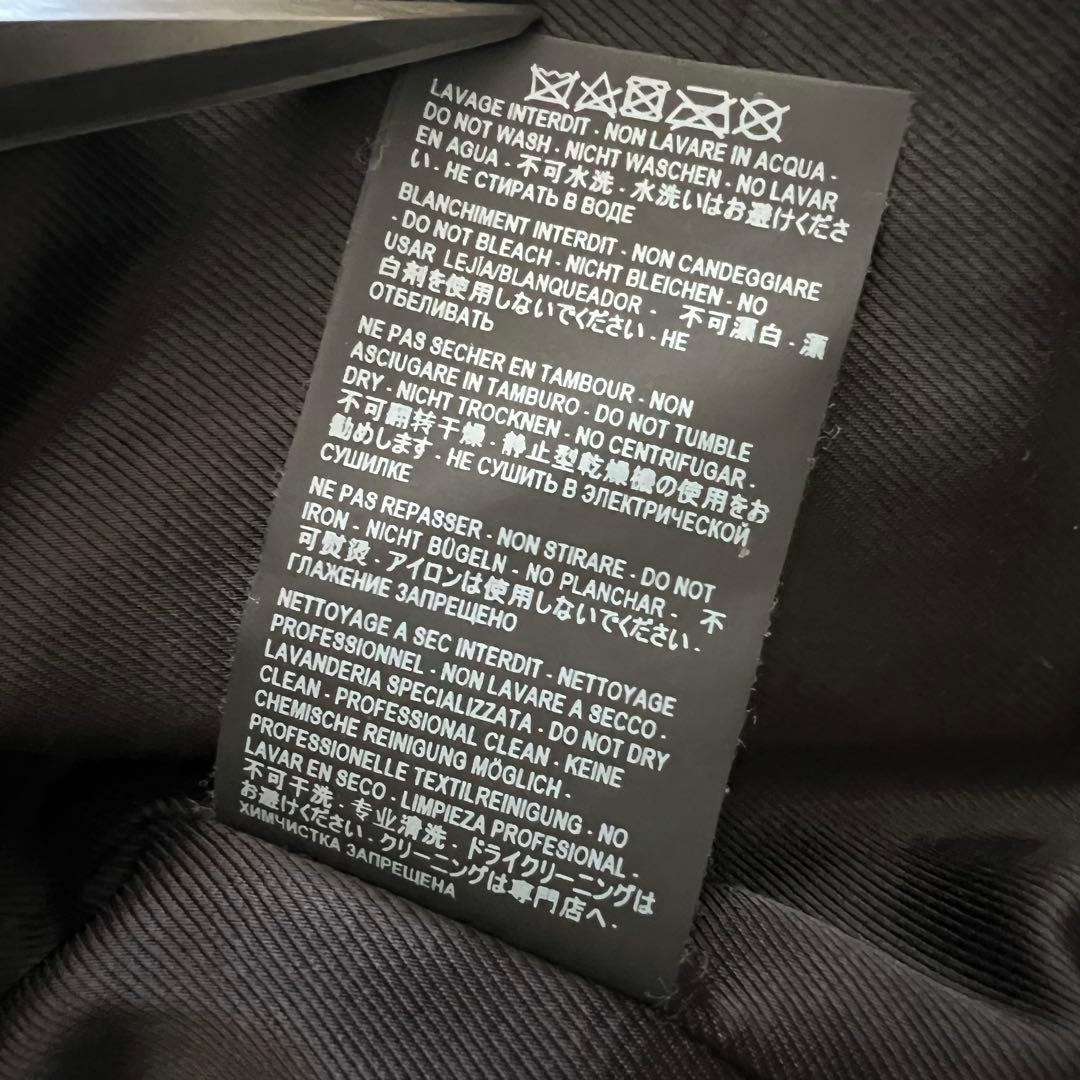 LAVAGE INTERDIT - NON LAVARE IN ACQUA -
DO NOT WASH - NICHT WASCHEN - NO LAVAR
EN AGUA - 不可水洗 - 水洗いはお避けくださ
い. - НЕ СТИРАТЬ В ВОДЕ
BLANCHIMENT INTERDIT - NON CANDEGGIARE
- DO NOT BLEACH - NICHT BLEICHEN - NO
USAR LEJÍA/BLANQUEADOR - 不可漂白 - 漂
白剤を使用しないでください - НЕ
ОТБЕЛИВАТЬ
NE PAS SECHER EN TAMBOUR - NON
ASCIUGARE IN TAMBURO - DO NOT TUMBLE
DRY - NICHT TROCKNEN - NO CENTRIFUGAR -
不可翻转干燥 - 静止型乾燥機の使用をお
勧めします - НЕ СУШИТЬ В ЭЛЕКТРИЧЕСКОЙ
СУШИЛКЕ
NE PAS REPASSER - NON STIRARE - DO NOT
IRON - NICHT BÜGELN - NO PLANCHAR - 不
可熨烫 - アイロンは使用しないでください -
ГЛАЖЕНИЕ ЗАПРЕЩЕНО
NETTOYAGE A SEC INTERDIT - NETTOYAGE
PROFESSIONNEL - NON LAVARE A SECCO -
LAVANDERIA SPECIALIZZATA - DO NOT DRY
CLEAN - PROFESSIONAL CLEAN - KEINE
CHEMISCHE REINIGUNG MÖGLICH -
PROFESSIONELLE TEXTILREINIGUNG - NO
LAVAR EN SECO - LIMPIEZA PROFESIONAL -
不可干洗 - 专业清洗 - ドライクリーニングは
お避けください - クリーニングは専門店へ -
ХИМЧИСТКА ЗАПРЕЩЕНА